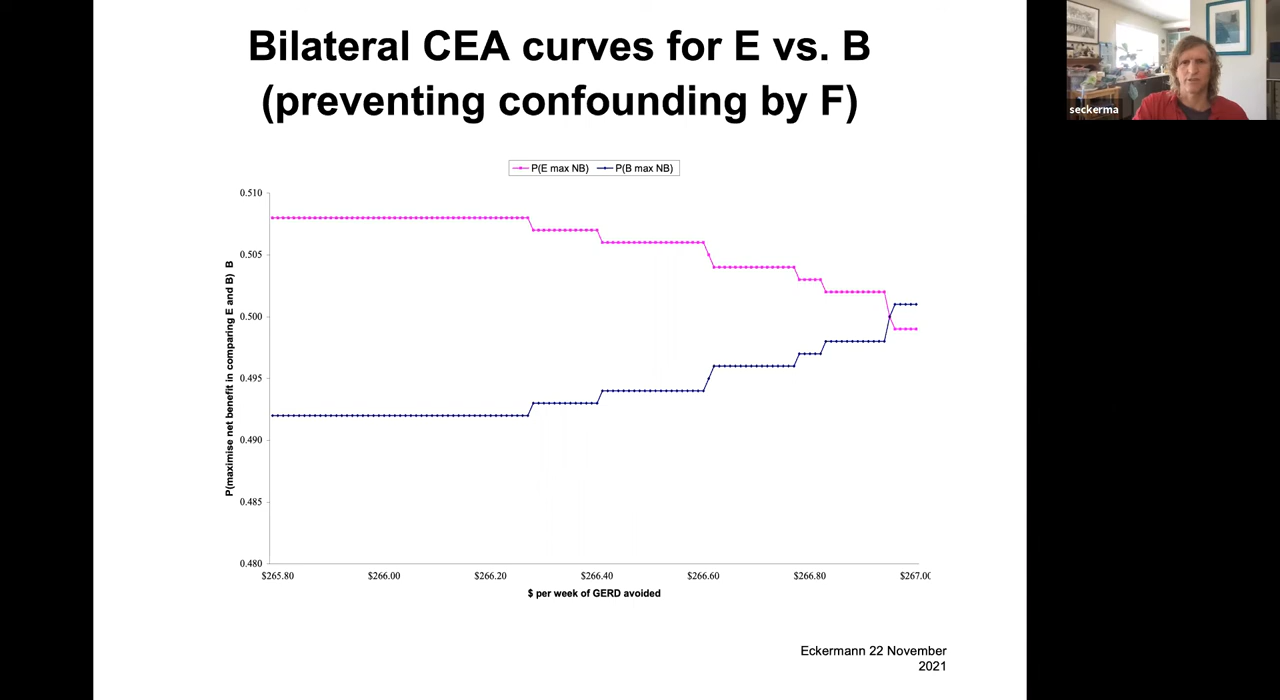 Bilateral CEA curves for E vs. B
(preventing confounding by F)
seckerma
P(E max NB) P(B max NB)
P(maximise net benefit in comparing E and B) B
0.510
0.505
0.500
0.495
0.490
0.485
0.480
$265.80 $266.00 $266.20 $266.40 $266.60 $266.80 $267.00
$ per week of GERD avoided
Eckermann 22 November
2021